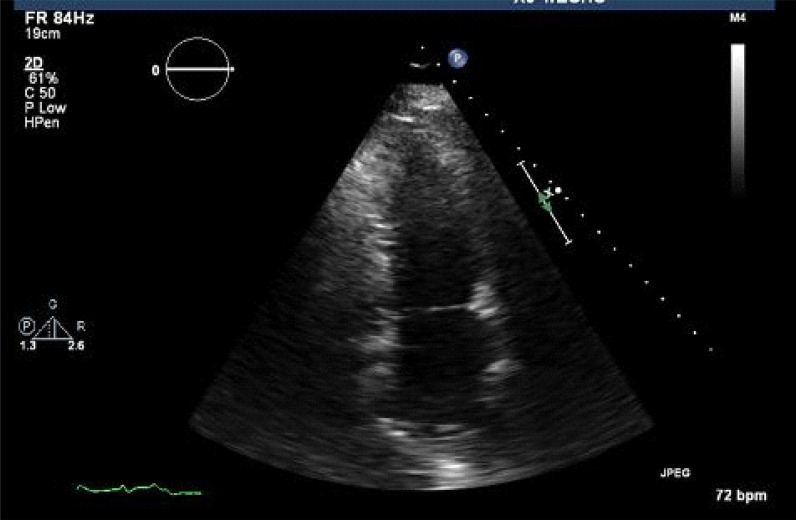 FR 84Hz
19cm
M4
P
0
2D
61%
C 50
P Low
HPen
G
P R
1.3 2.6
JPEG
72 bpm